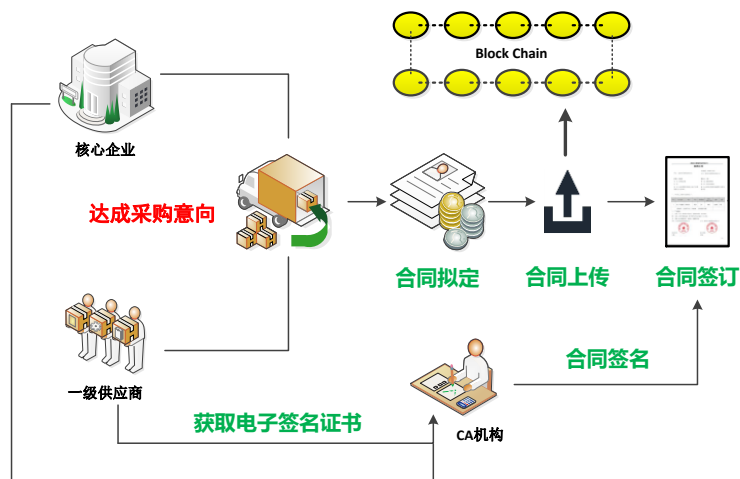 Block Chain
核心企业
达成采购意向
合同拟定
合同上传
合同签订
一级供应商
合同签名
获取电子签名证书
CA机构